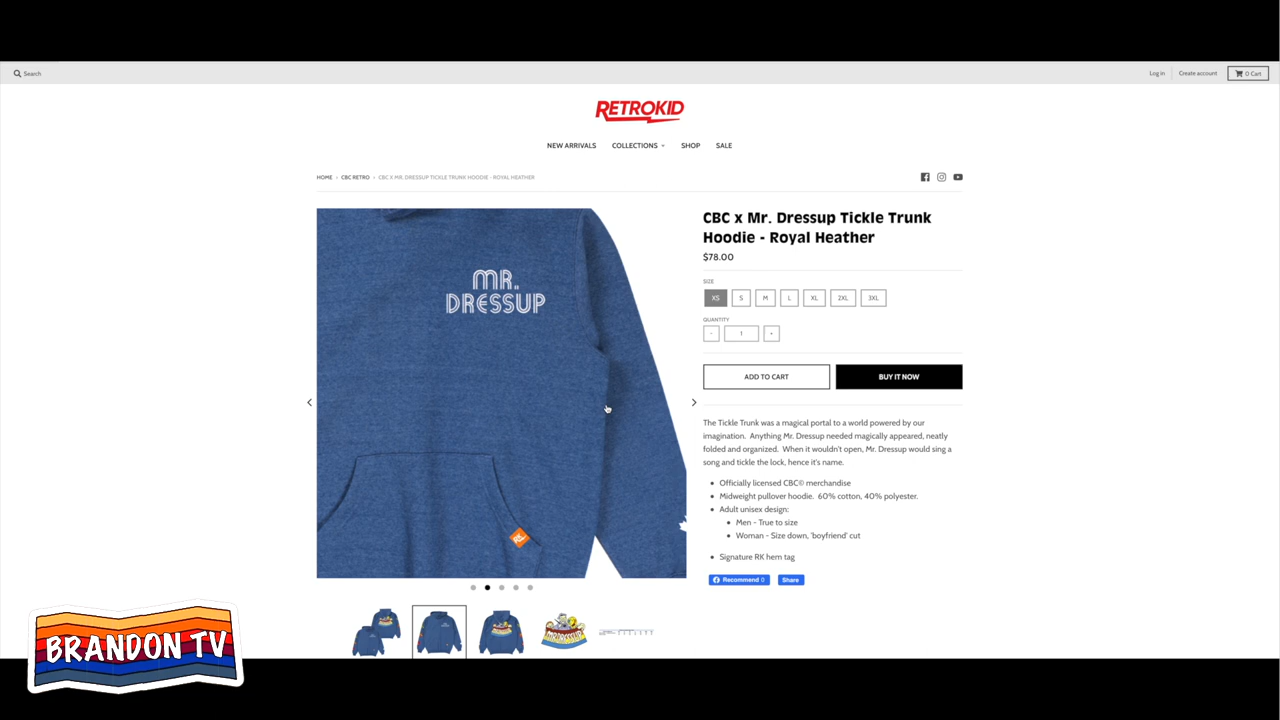 Search
Log in
Create account
0 Cart
RETROKID
NEW ARRIVALS
COLLECTIONS
SHOP
SALE
HOME › CBC RETRO › CBC X MR. DRESSUP TICKLE TRUNK HOODIE - ROYAL HEATHER
MR.
DRESSUP
CBC x Mr. Dressup Tickle Trunk
Hoodie - Royal Heather
$78.00
SIZE
XS S M L XL 2XL 3XL
QUANTITY
- 1 +
ADD TO CART
BUY IT NOW
The Tickle Trunk was a magical portal to a world powered by our
imagination. Anything Mr. Dressup needed magically appeared, neatly
folded and organized. When it wouldn't open, Mr. Dressup would sing a
song and tickle the lock, hence it's name.
Officially licensed CBC© merchandise
Midweight pullover hoodie. 60% cotton, 40% polyester.
Adult unisex design:
Men - True to size
Woman - Size down, 'boyfriend' cut
Signature RK hem tag
Recommend 0
Share
MR.DRESSUP
BRANDON TV